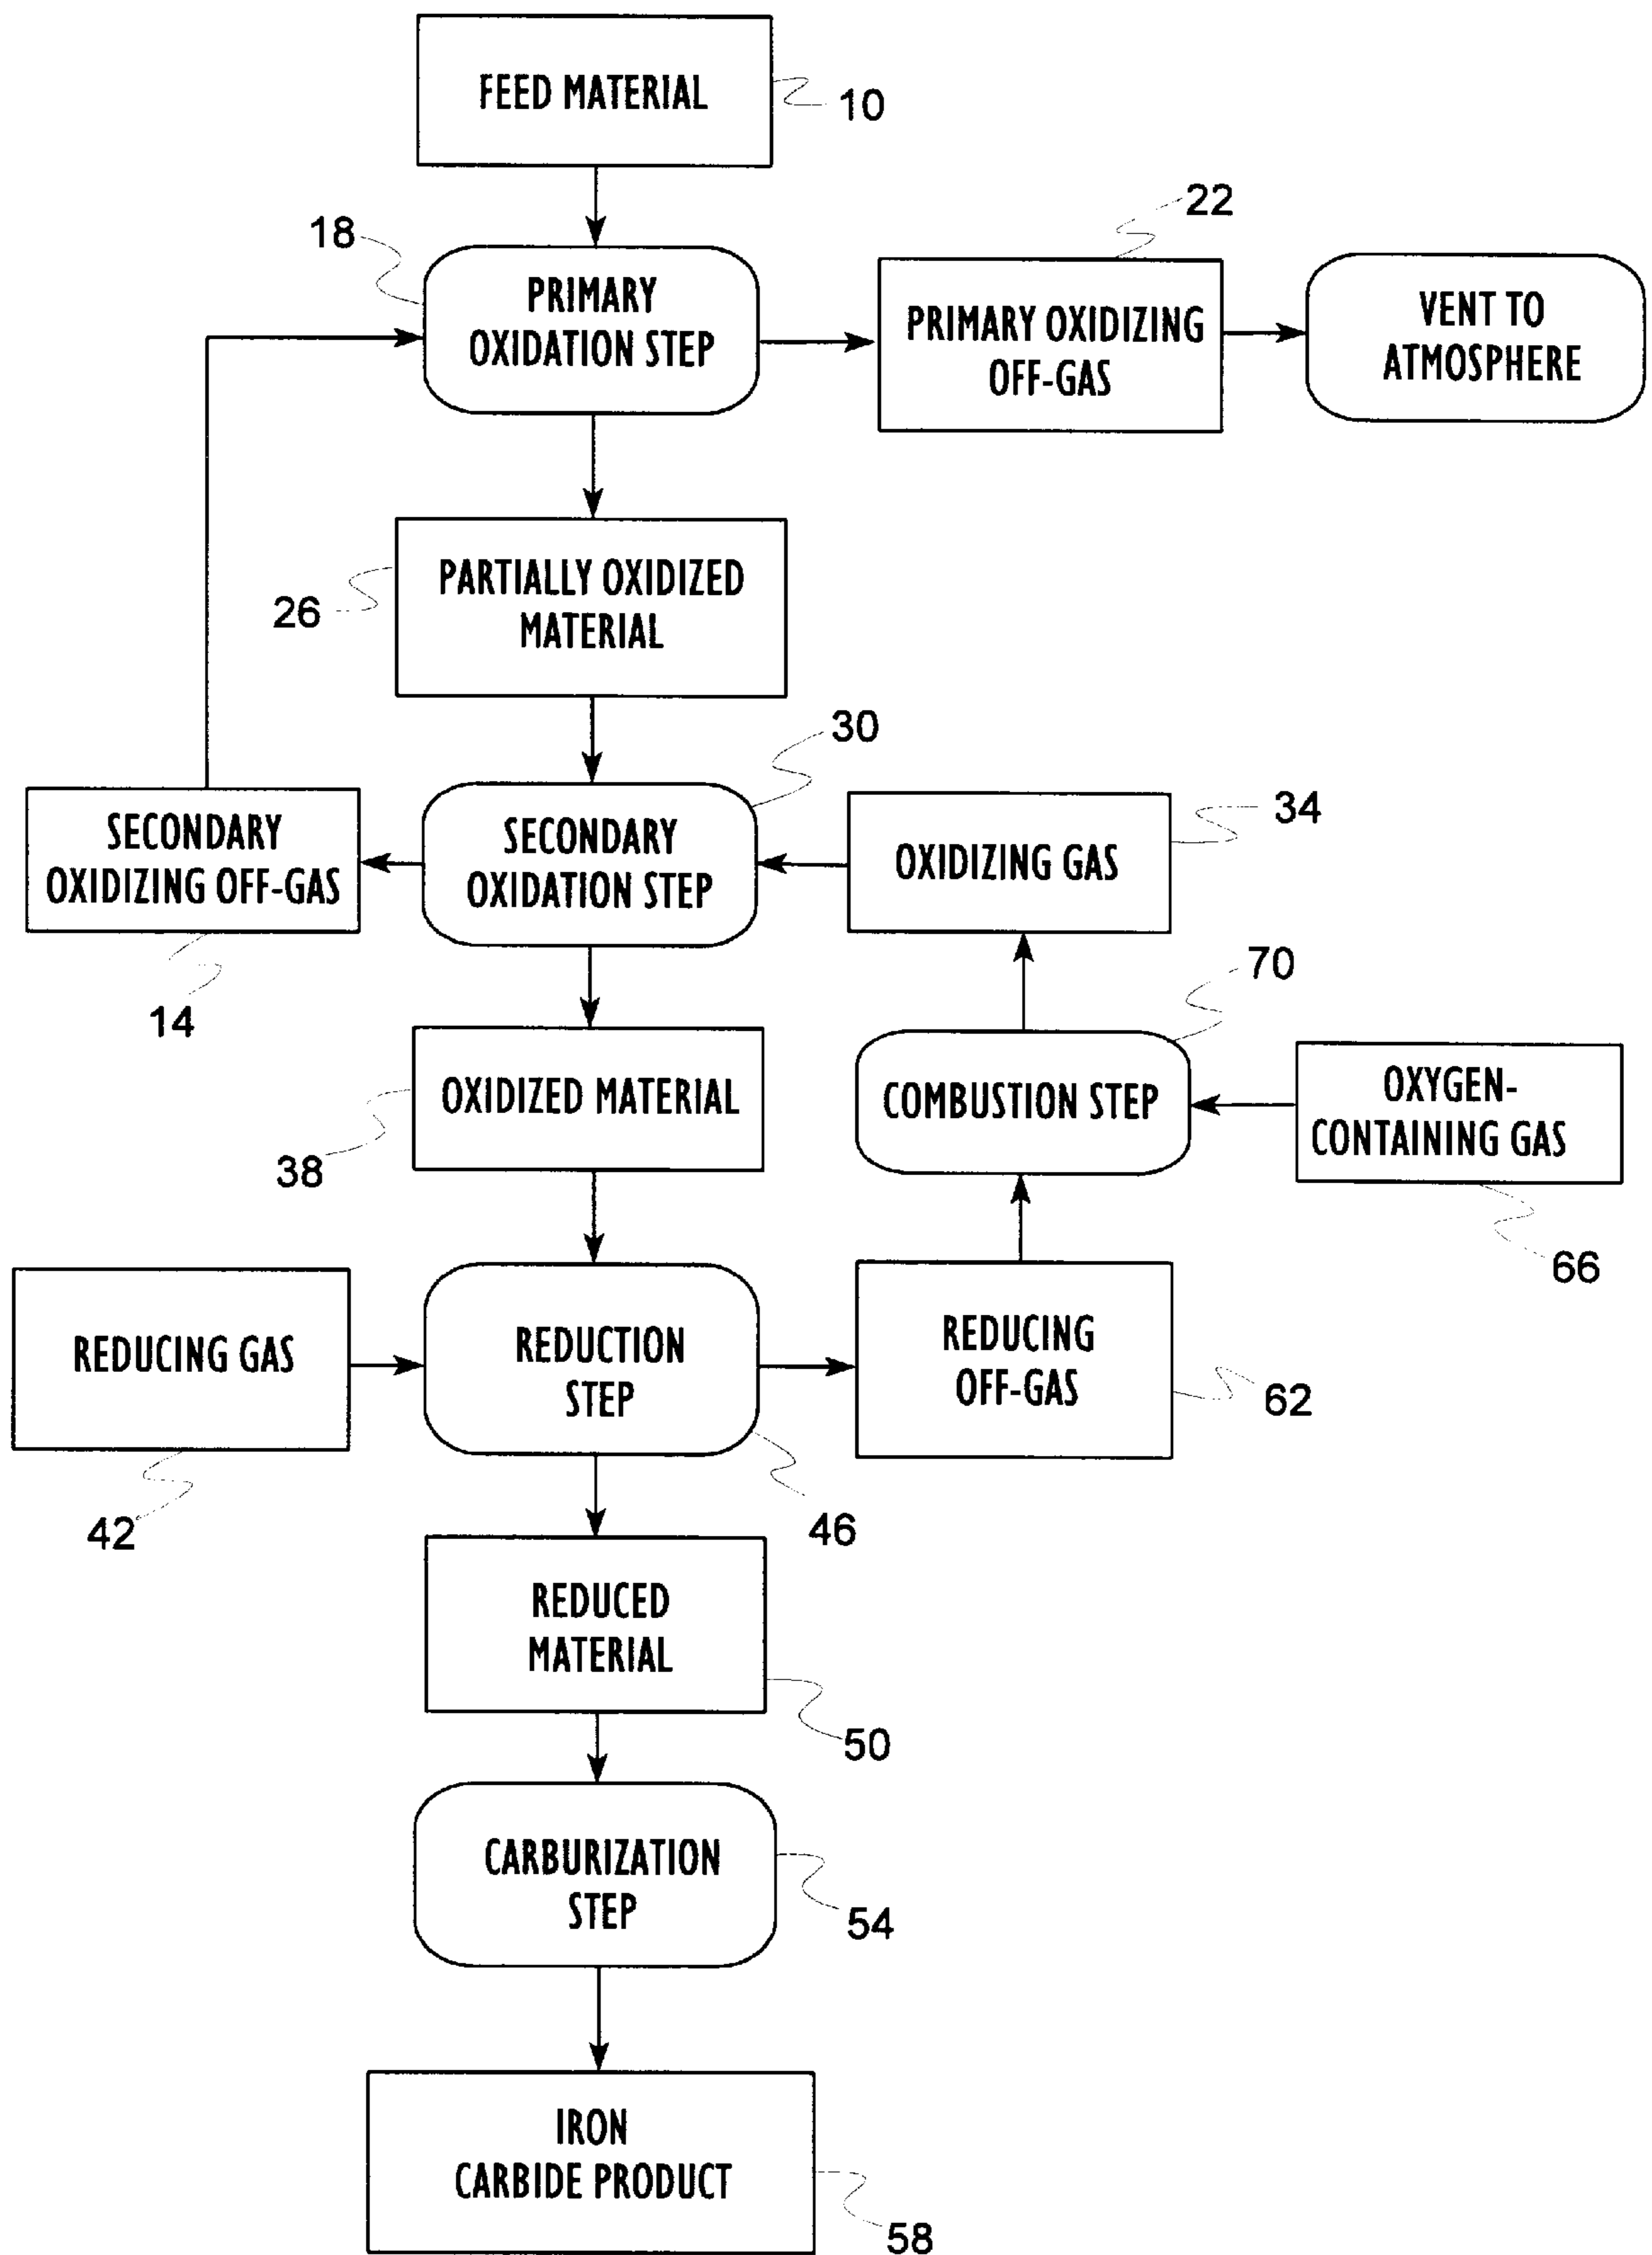 FEED MATERIAL
10
18
PRIMARY
OXIDATION STEP
22
PRIMARY OXIDIZING
OFF-GAS
VENT TO
ATMOSPHERE
26
PARTIALLY OXIDIZED
MATERIAL
30
SECONDARY
OXIDIZING OFF-GAS
14
SECONDARY
OXIDATION STEP
OXIDIZING GAS
34
70
38
OXIDIZED MATERIAL
COMBUSTION STEP
OXYGEN-
CONTAINING GAS
66
REDUCING GAS
42
REDUCTION
STEP
46
REDUCING
OFF-GAS
62
REDUCED
MATERIAL
50
CARBURIZATION
STEP
54
IRON
CARBIDE PRODUCT
58